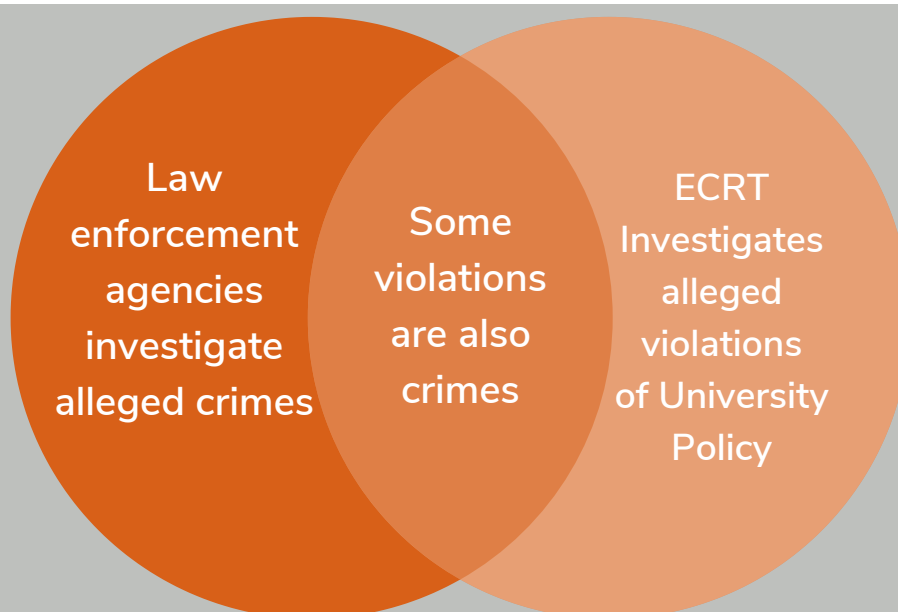 Law
enforcement
agencies
investigate
alleged crimes
Some
violations
are also
crimes
ECRT
Investigates
alleged
violations
of University
Policy